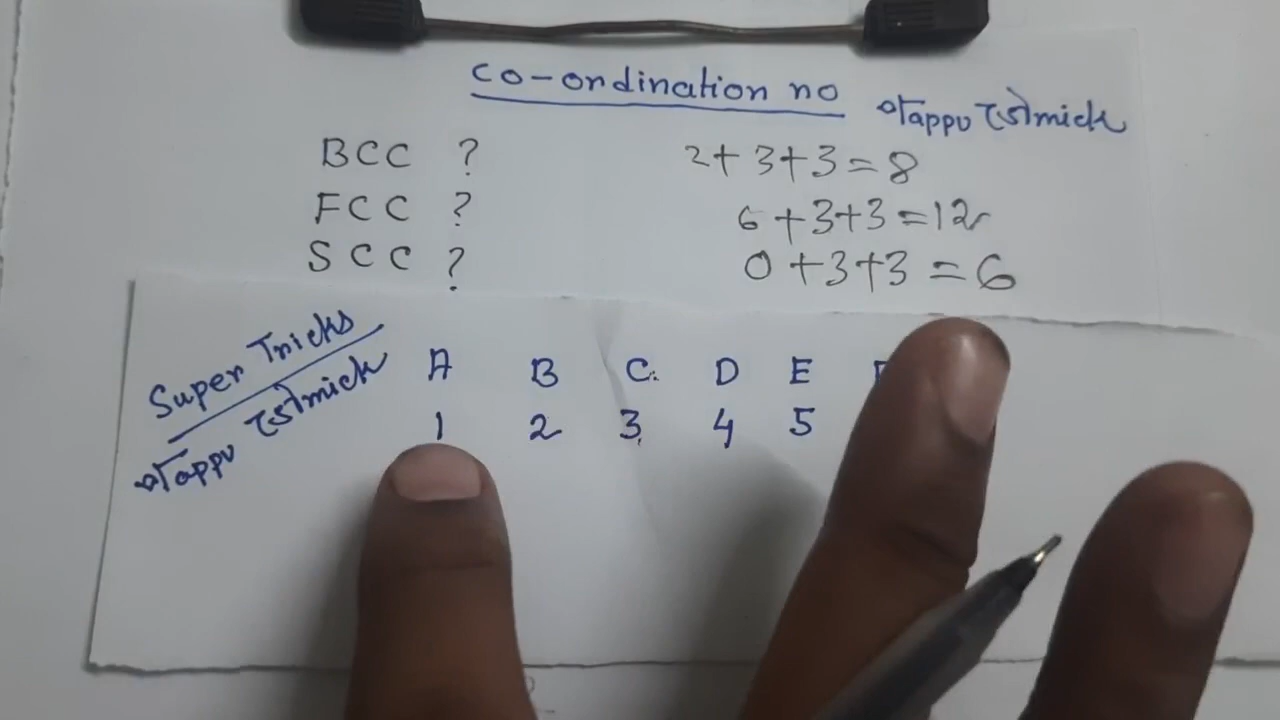 co-ordination no
BCC ?
2+3+3=8
FCC ?
6+3+3=12
SCC ?
0+3+3=6
Super Tricks
A B C D E
1 2 3 4 5